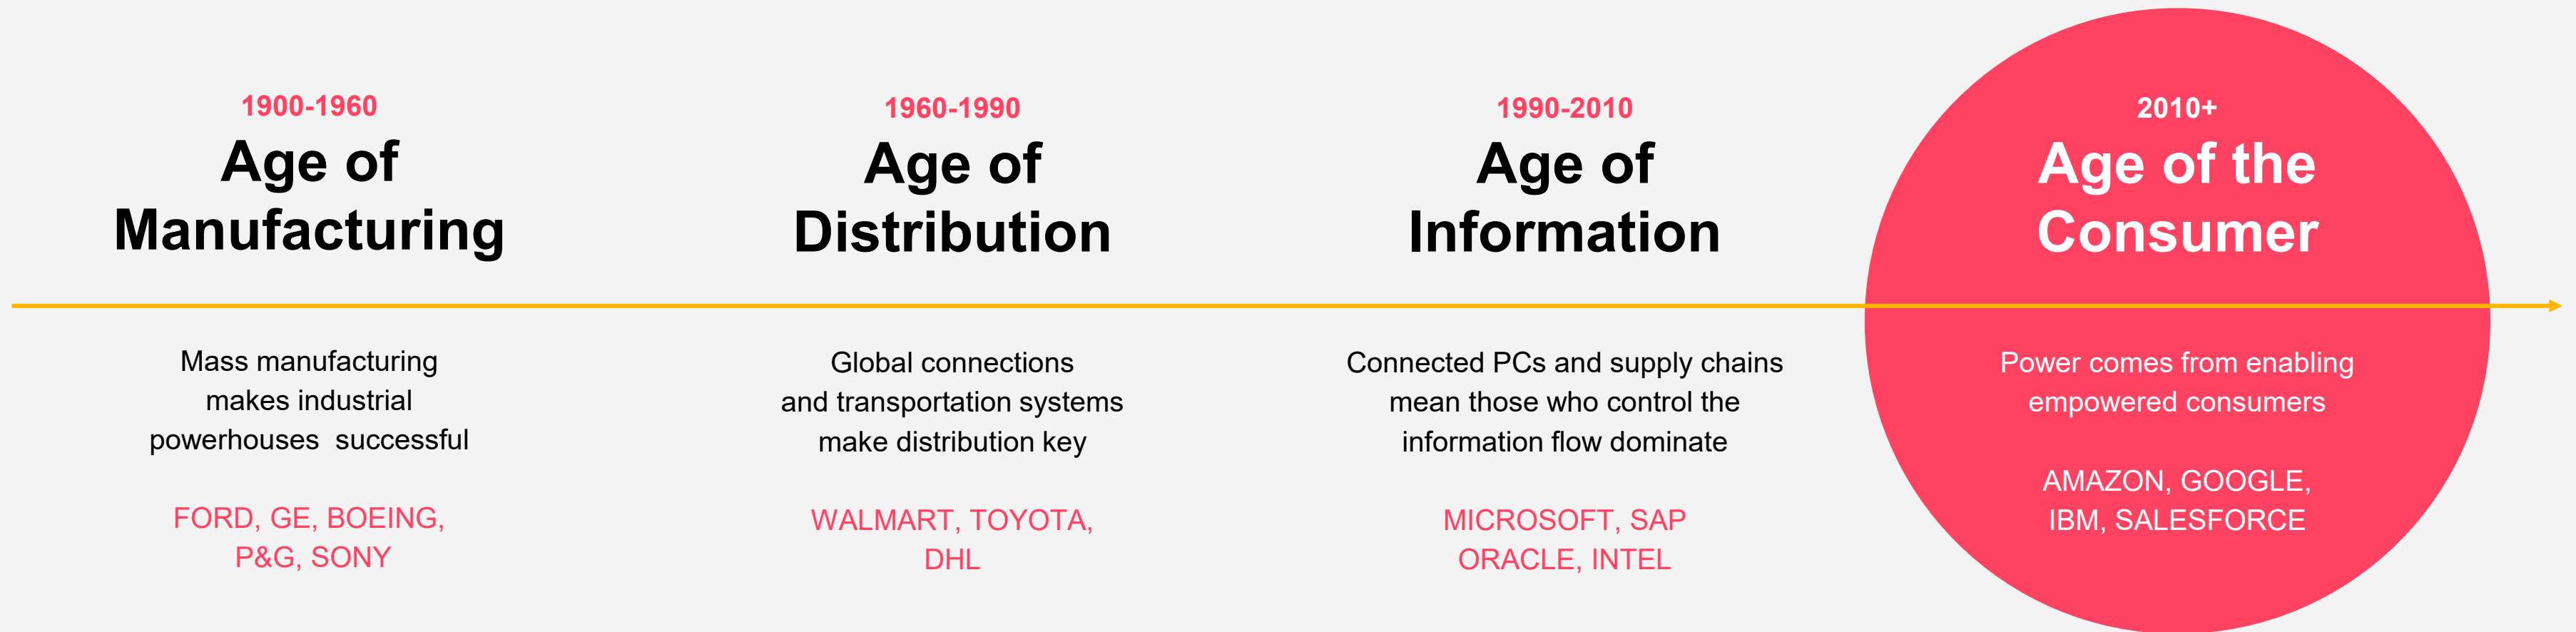 1900-1960
Age of
Manufacturing
Mass manufacturing
makes industrial
powerhouses  successful
FORD, GE, BOEING,
P&G, SONY
1960-1990
Age of
Distribution
Global connections
and transportation systems
make distribution key
WALMART, TOYOTA,
DHL
1990-2010
Age of
Information
Connected PCs and supply chains
mean those who control the
information flow dominate
MICROSOFT, SAP
ORACLE, INTEL
2010+
Age of the
Consumer
Power comes from enabling
empowered consumers
AMAZON, GOOGLE,
IBM, SALESFORCE